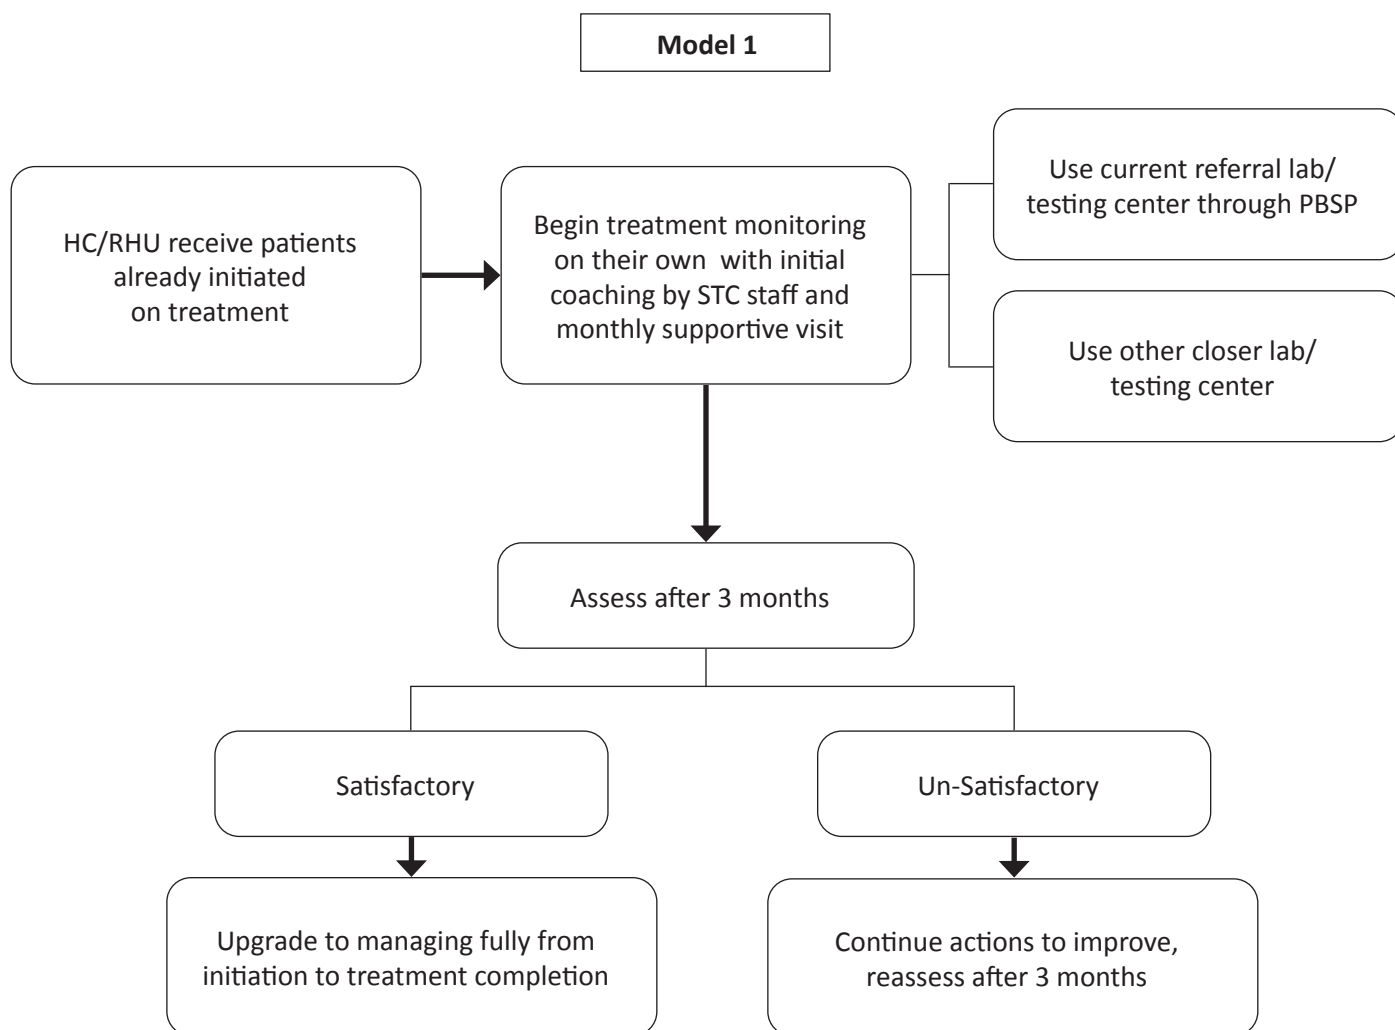 Model 1
HC/RHU receive patients
already initiated
on treatment
Begin treatment monitoring
on their own  with initial
coaching by STC staff and
monthly supportive visit
Use current referral lab/
testing center through PBSP
Use other closer lab/
testing center
Assess after 3 months
Satisfactory
Un-Satisfactory
Upgrade to managing fully from
initiation to treatment completion
Continue actions to improve,
reassess after 3 months